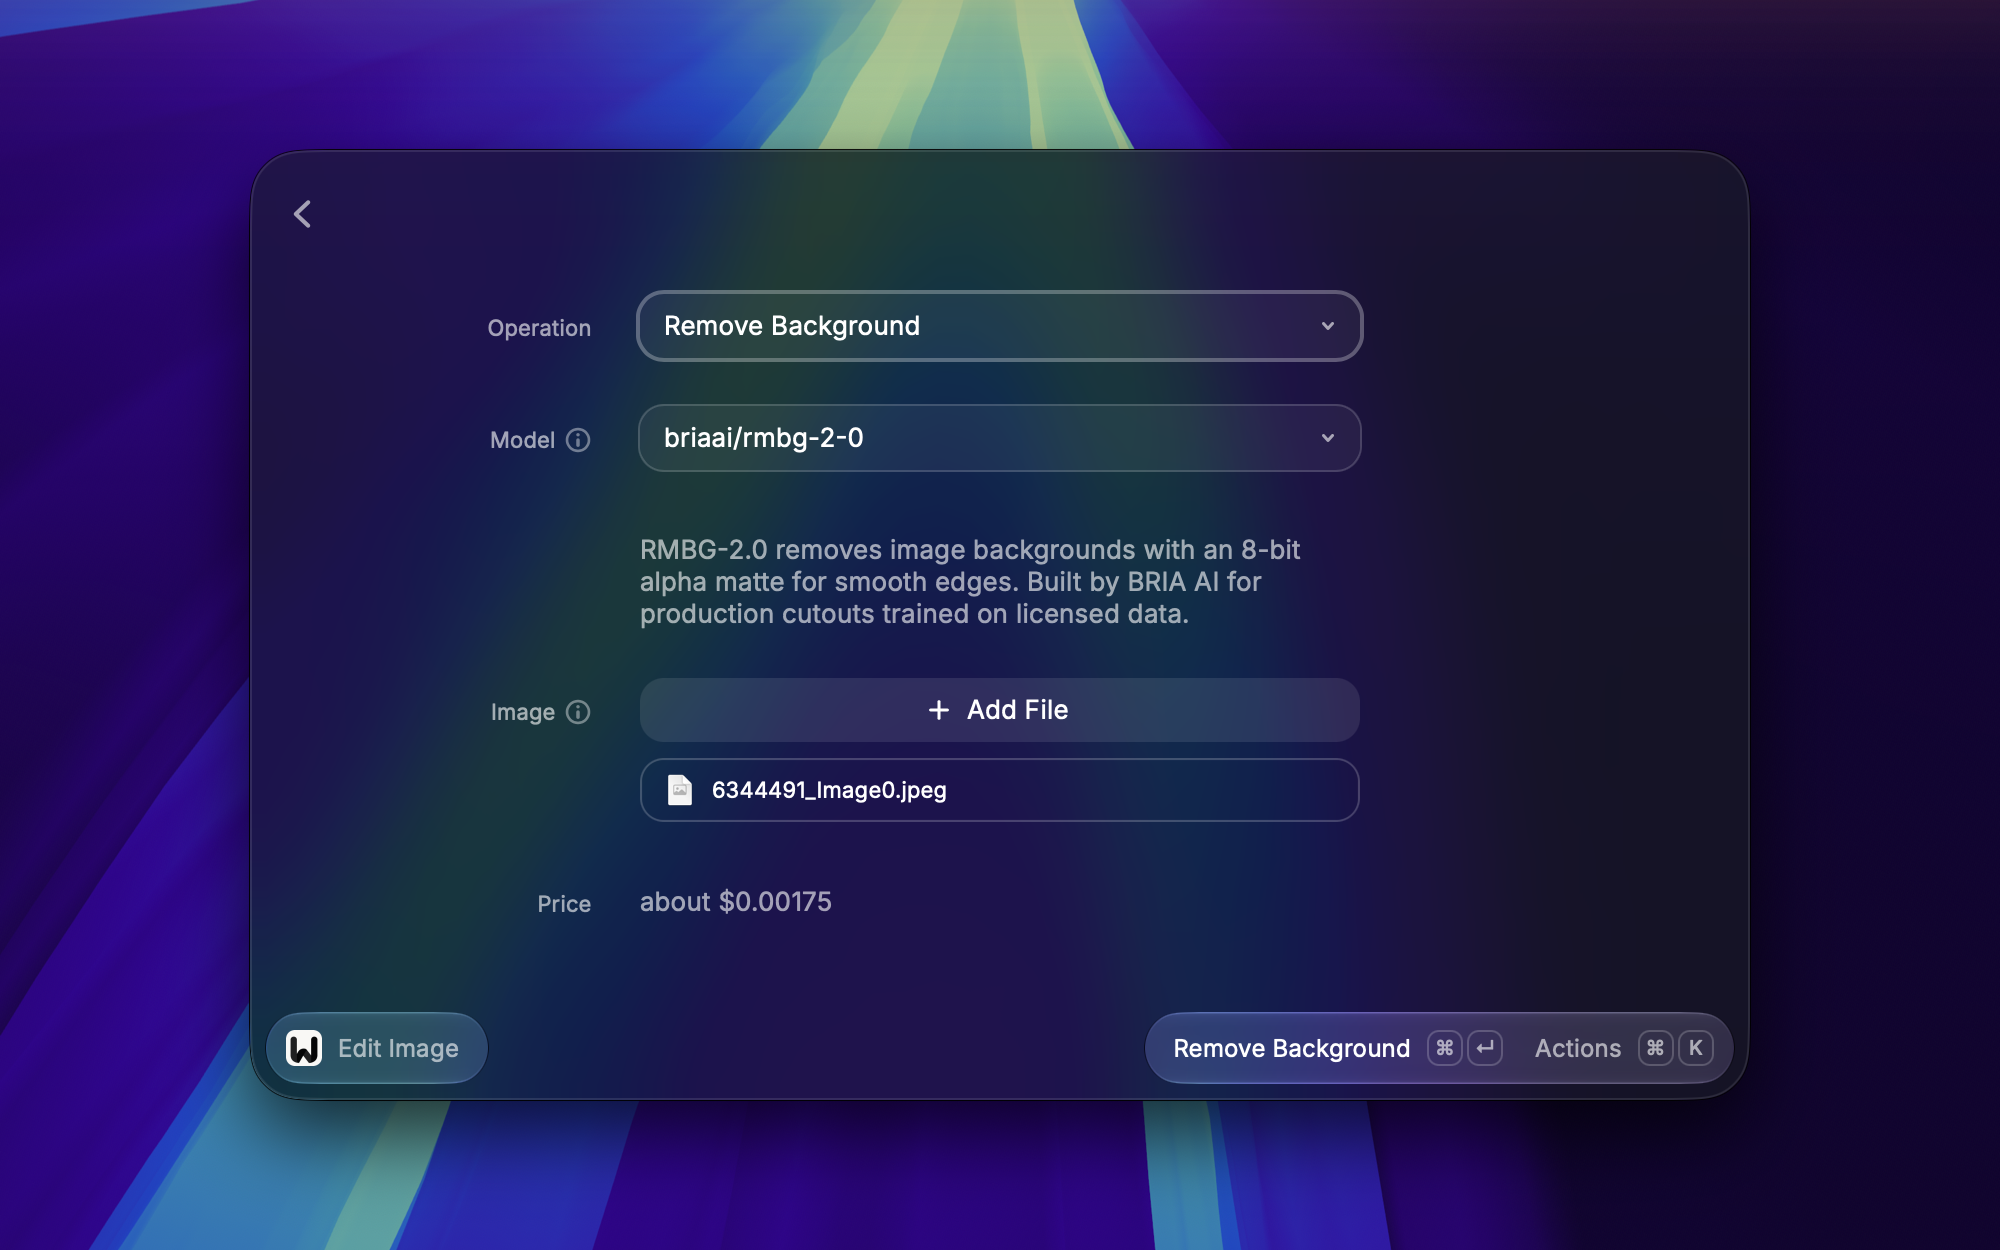 Operation
Remove Background
Model
briaai/rmbg-2-0
RMBG-2.0 removes image backgrounds with an 8-bit
alpha matte for smooth edges. Built by BRIA AI for
production cutouts trained on licensed data.
Image
+ Add File
6344491_Image0.jpeg
Price
about $0.00175
Edit Image
Remove Background ⌘ ↵ Actions ⌘ K